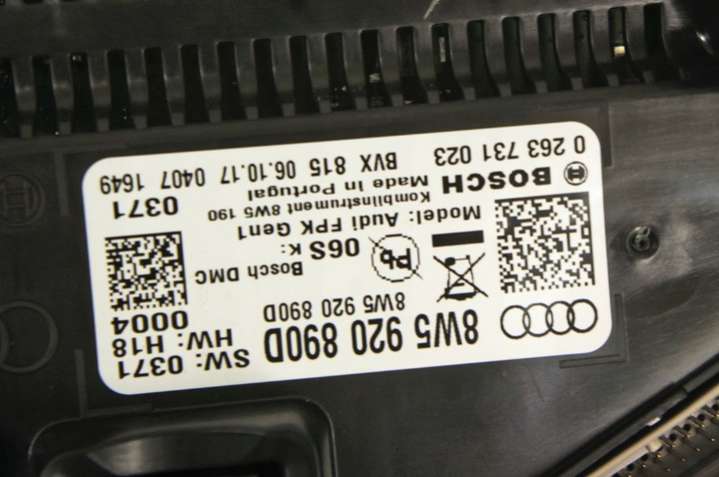 8W5 920 890D
SW: 0371
8W5 920 890D
HW: H18
0004
06S K:
Bosch DMC
Pb
Model: Audi FPK Gen1
Kombiinstrument 8W5 190
0371
BOSCH
Made in Portugal
0 263 731 023
BVX 815 06.10.17 0407 1649